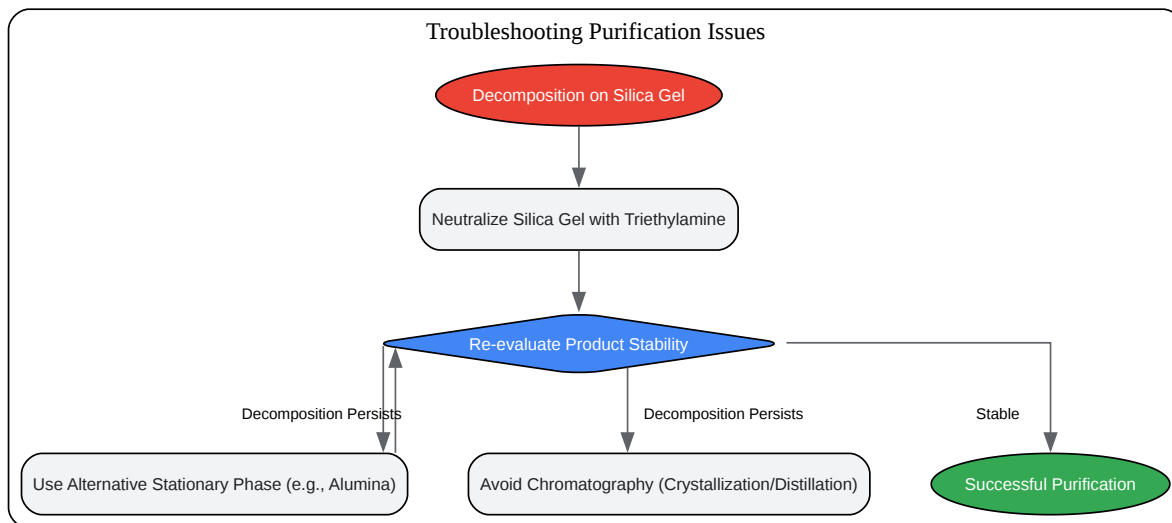 Troubleshooting Purification Issues
Decomposition on Silica Gel
Neutralize Silica Gel with Triethylamine
Re-evaluate Product Stability
Decomposition Persists
Decomposition Persists
Stable
Use Alternative Stationary Phase (e.g., Alumina)
Avoid Chromatography (Crystallization/Distillation)
Successful Purification